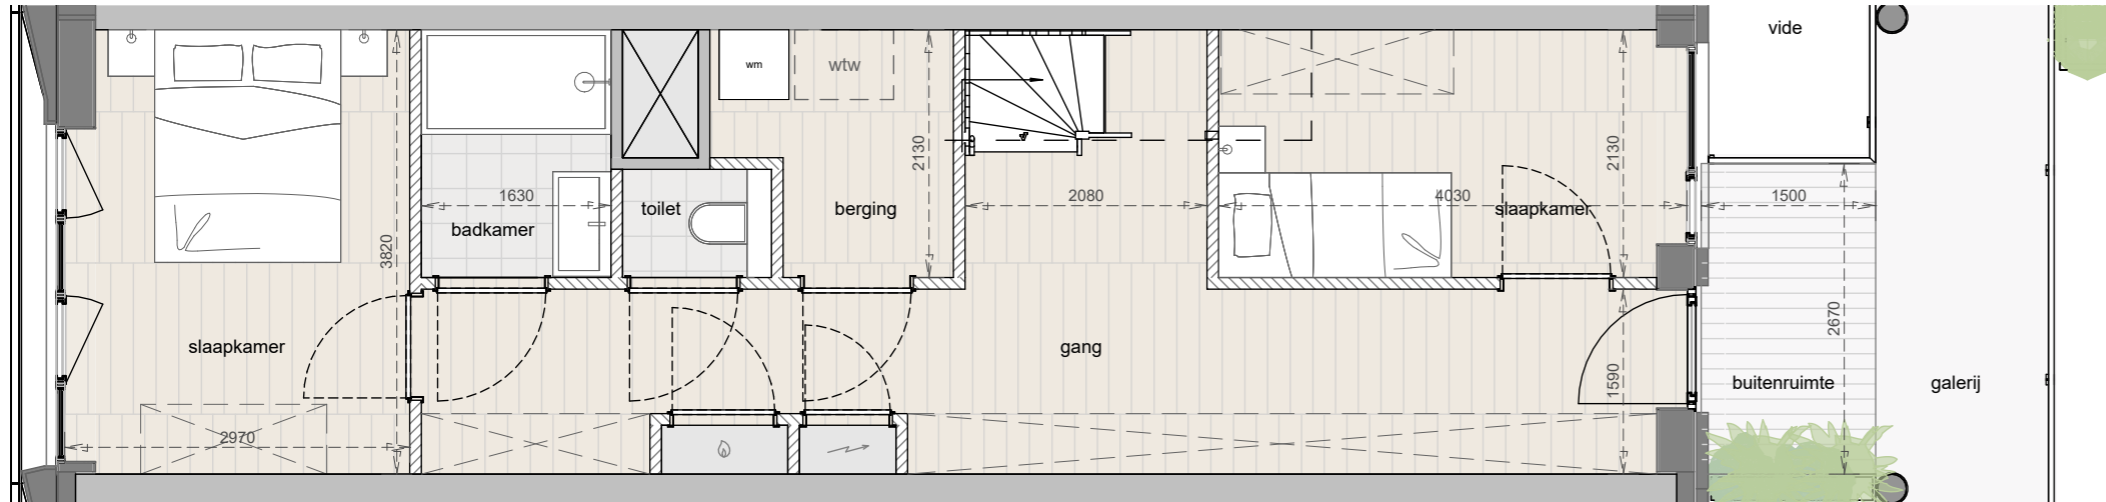 vide
wm
wtw
2130
2130
1630
2080
4030
1500
toilet
berging
slaapkamer
badkamer
3820
2670
slaapkamer
gang
1590
buitenruimte
galerij
2970